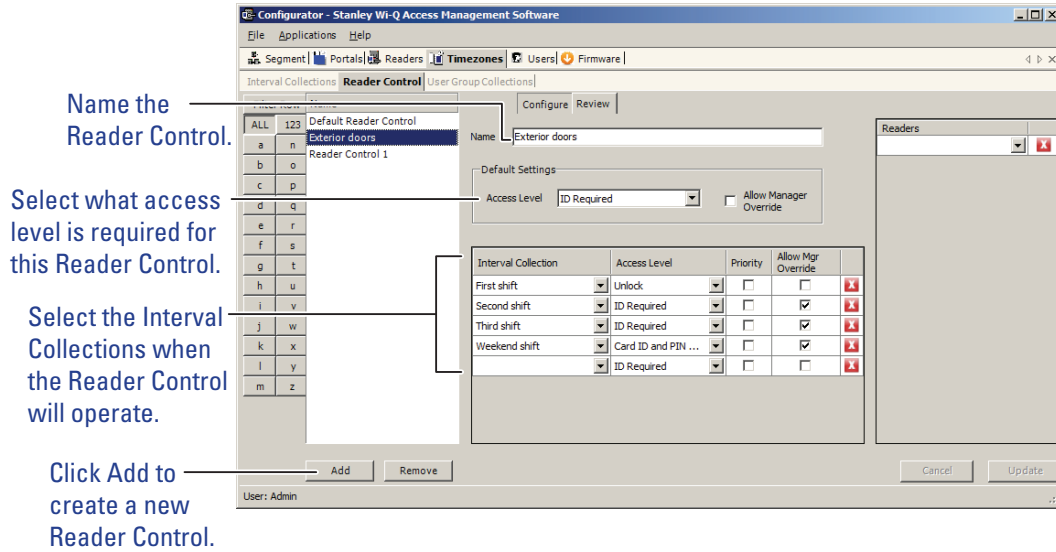 Configurator - Stanley Wi-Q Access Management Software
File Applications Help
Segment Portals Readers Timezones Users Firmware
Interval Collections Reader Control User Group Collections
Name the
Reader Control.
Select what access
level is required for
this Reader Control.
Select the Interval
Collections when
the Reader Control
will operate.
Click Add to
create a new
Reader Control.
ALL 123
a n
b o
c p
d q
e r
f s
g t
h u
i v
j w
k x
l y
m z
Default Reader Control
Exterior doors
Reader Control 1
Configure Review
Name Exterior doors
Default Settings
Access Level ID Required Allow Manager
Override
Interval Collection Access Level Priority Allow Mgr
Override
First shift Unlock X
Second shift ID Required X
Third shift ID Required X
Weekend shift Card ID and PIN ... X
ID Required X
Readers
X
Add Remove Cancel Update
User: Admin